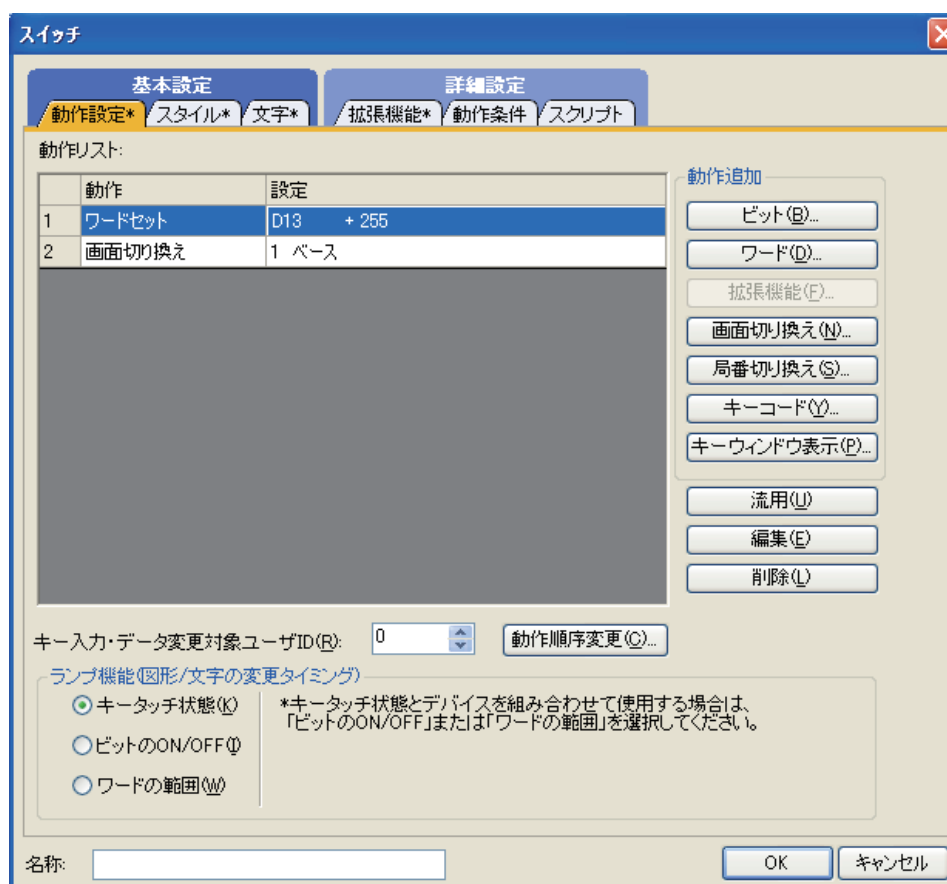 スイッチ
基本設定
詳細設定
動作設定*
スタイル*
文字*
拡張機能*
動作条件
スクリプト
動作リスト:
動作 設定
1 ワードセット D13 + 255
2 画面切り換え 1 ベース
動作追加
ビット(B)...
ワード(D)...
拡張機能(F)...
画面切り換え(N)...
局番切り換え(S)...
キーコード(Y)...
キーウィンドウ表示(P)...
流用(U)
編集(E)
削除(L)
キー入力・データ変更対象ユーザID(R): 0
動作順序変更(C)...
ランプ機能(図形/文字の変更タイミング)
キータッチ状態(K)
ビットのON/OFF(I)
ワードの範囲(W)
*キータッチ状態とデバイスを組み合わせて使用する場合は、
「ビットのON/OFF」または「ワードの範囲」を選択してください。
名称:
OK
キャンセル